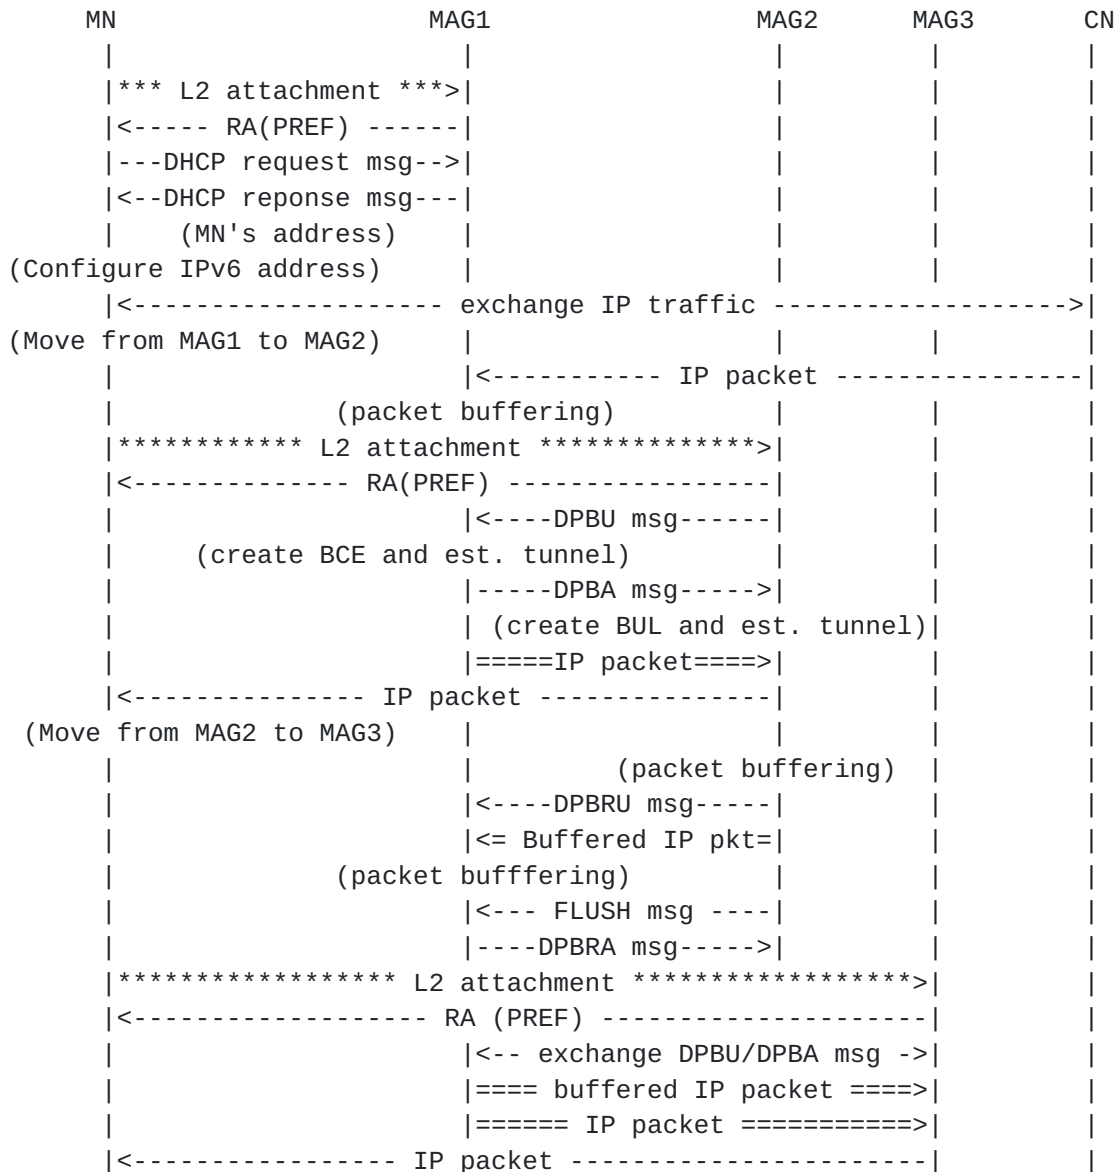 MN                    MAG1                MAG2     MAG3      CN
      |                     |                  |        |         |
      |*** L2 attachment ***>|                  |        |         |
      |<----- RA(PREF) ------|                  |        |         |
      |---DHCP request msg-->|                  |        |         |
      |<--DHCP reponse msg---|                  |        |         |
      |    (MN's address)    |                  |        |         |
(Configure IPv6 address)     |                  |        |         |
      |<------------------- exchange IP traffic ------------------>|
(Move from MAG1 to MAG2)     |                  |        |         |
      |                      |<----------- IP packet ---------------|
      |             (packet buffering)          |        |         |
      |************ L2 attachment **************>|        |         |
      |<-------------- RA(PREF) -----------------|        |         |
      |                      |<----DPBU msg------|        |         |
      |     (create BCE and est. tunnel)        |        |         |
      |                      |-----DPBA msg----->|        |         |
      |                      | (create BUL and est. tunnel)|         |
      |                      |=====IP packet====>|        |         |
      |<--------------- IP packet ---------------|        |         |
 (Move from MAG2 to MAG3)    |                  |        |         |
      |                      |         (packet buffering)  |         |
      |                      |<----DPBRU msg-----|        |         |
      |                      |<= Buffered IP pkt=|        |         |
      |             (packet bufffering)         |        |         |
      |                      |<--- FLUSH msg ----|        |         |
      |                      |----DPBRA msg----->|        |         |
      |***************** L2 attachment *****************>|         |
      |<------------------- RA (PREF) ---------------------|         |
      |                      |<-- exchange DPBU/DPBA msg ->|         |
      |                      |==== buffered IP packet ====>|         |
      |                      |====== IP packet ===========>|         |
      |<----------------- IP packet -----------------------|         |